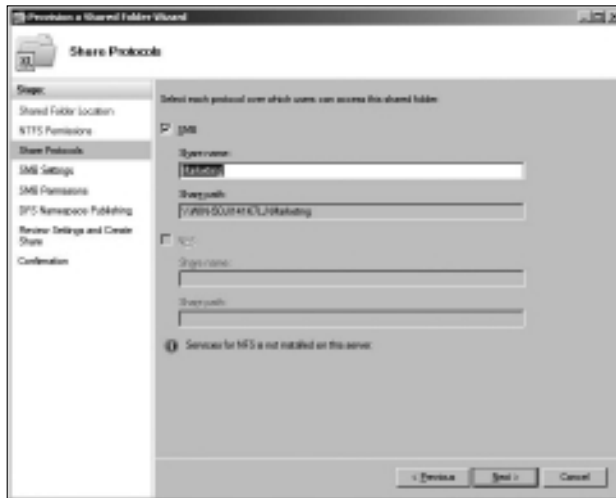 Provision a Shared Folder Wizard
Share Protocols
Steps:
Shared Folder Location
NTFS Permissions
Share Protocols
SMB Settings
SMB Permissions
DFS Namespace Publishing
Review Settings and Create
Share
Confirmation
Select each protocol over which users can access this shared folder.
SMB
Share name:
Marketing
Share path:
NFS
Share name:
Share path:
Services for NFS is not installed on this server.
< Previous
Next >
Cancel